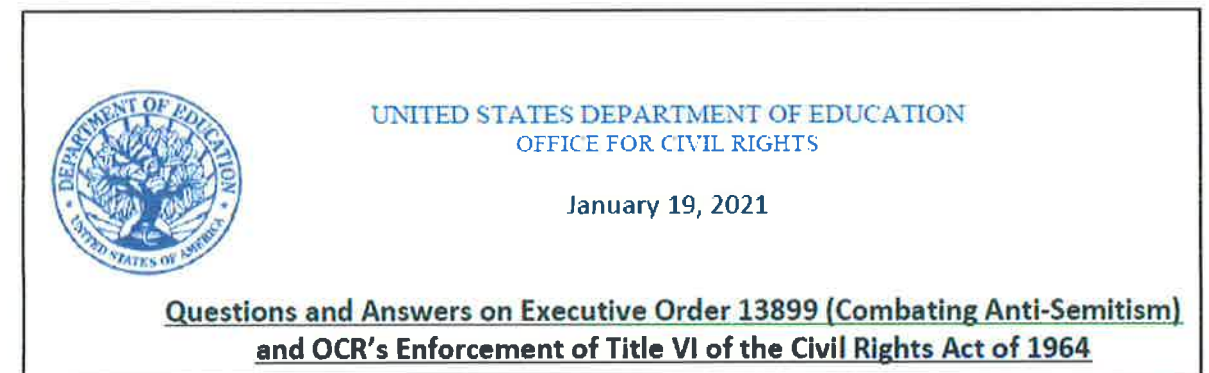 DEPARTMENT OF EDUCATION
UNITED STATES OF AMERICA
UNITED STATES DEPARTMENT OF EDUCATION
OFFICE FOR CIVIL RIGHTS
January 19, 2021
Questions and Answers on Executive Order 13899 (Combating Anti-Semitism)
and OCR's Enforcement of Title VI of the Civil Rights Act of 1964